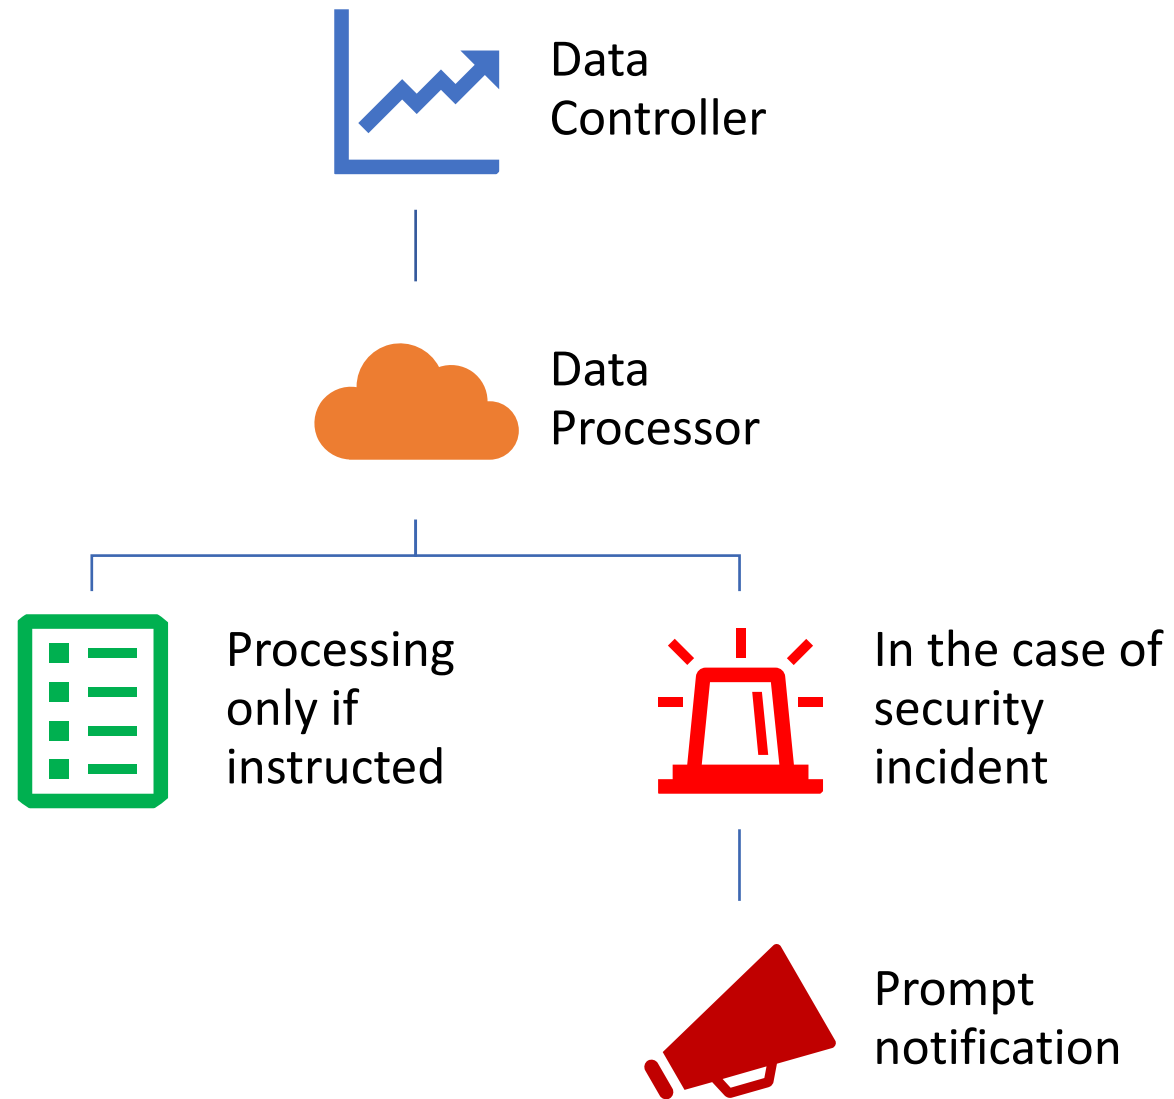 Data
Controller
Data
Processor
Processing
only if
instructed
In the case of
security
incident
Prompt
notification